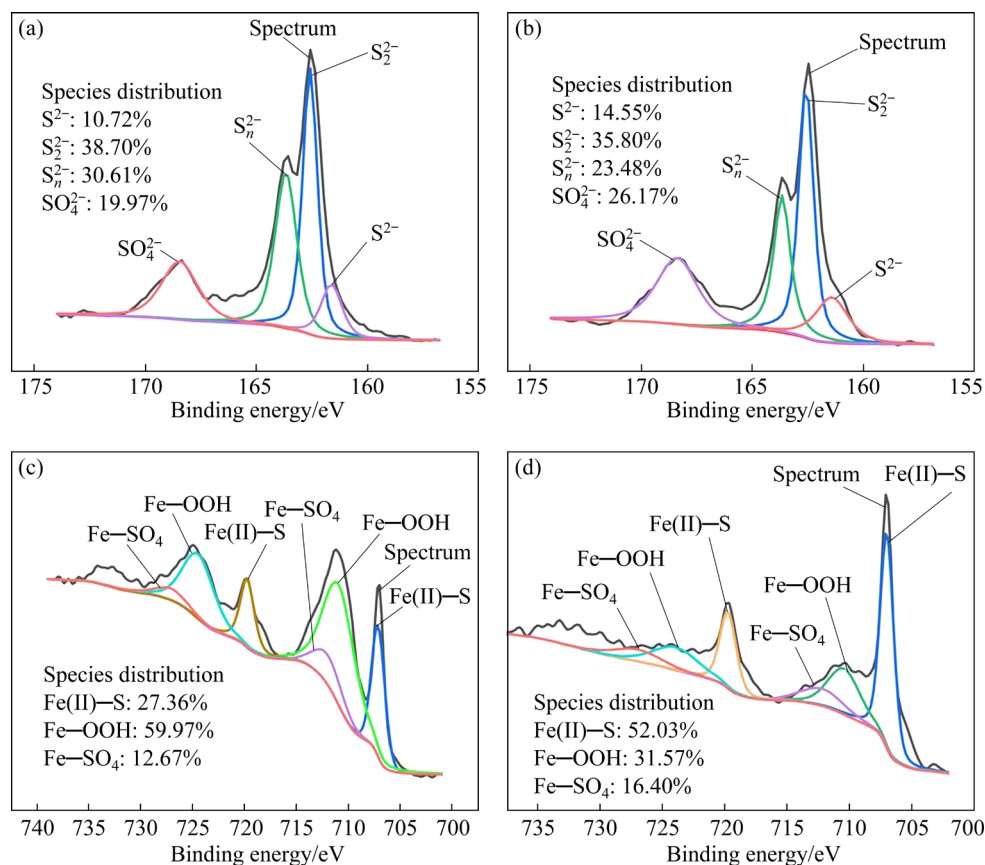 (a)
Spectrum
S₂²⁻
Species distribution
S²⁻: 10.72%
S₂²⁻: 38.70%
Sₙ²⁻: 30.61%
SO₄²⁻: 19.97%
Sₙ²⁻
S²⁻
SO₄²⁻
175 170 165 160 155
Binding energy/eV
(b)
Spectrum
Species distribution
S²⁻: 14.55%
S₂²⁻: 35.80%
Sₙ²⁻: 23.48%
SO₄²⁻: 26.17%
S₂²⁻
Sₙ²⁻
SO₄²⁻
S²⁻
175 170 165 160 155
Binding energy/eV
(c)
Fe—OOH
Fe—SO₄
Fe—SO₄
Fe(II)—S
Fe—OOH
Spectrum
Fe(II)—S
Species distribution
Fe(II)—S: 27.36%
Fe—OOH: 59.97%
Fe—SO₄: 12.67%
740 735 730 725 720 715 710 705 700
Binding energy/eV
(d)
Spectrum
Fe(II)—S
Fe(II)—S
Fe—OOH
Fe—SO₄
Fe—OOH
Fe—SO₄
Species distribution
Fe(II)—S: 52.03%
Fe—OOH: 31.57%
Fe—SO₄: 16.40%
735 730 725 720 715 710 705 700
Binding energy/eV